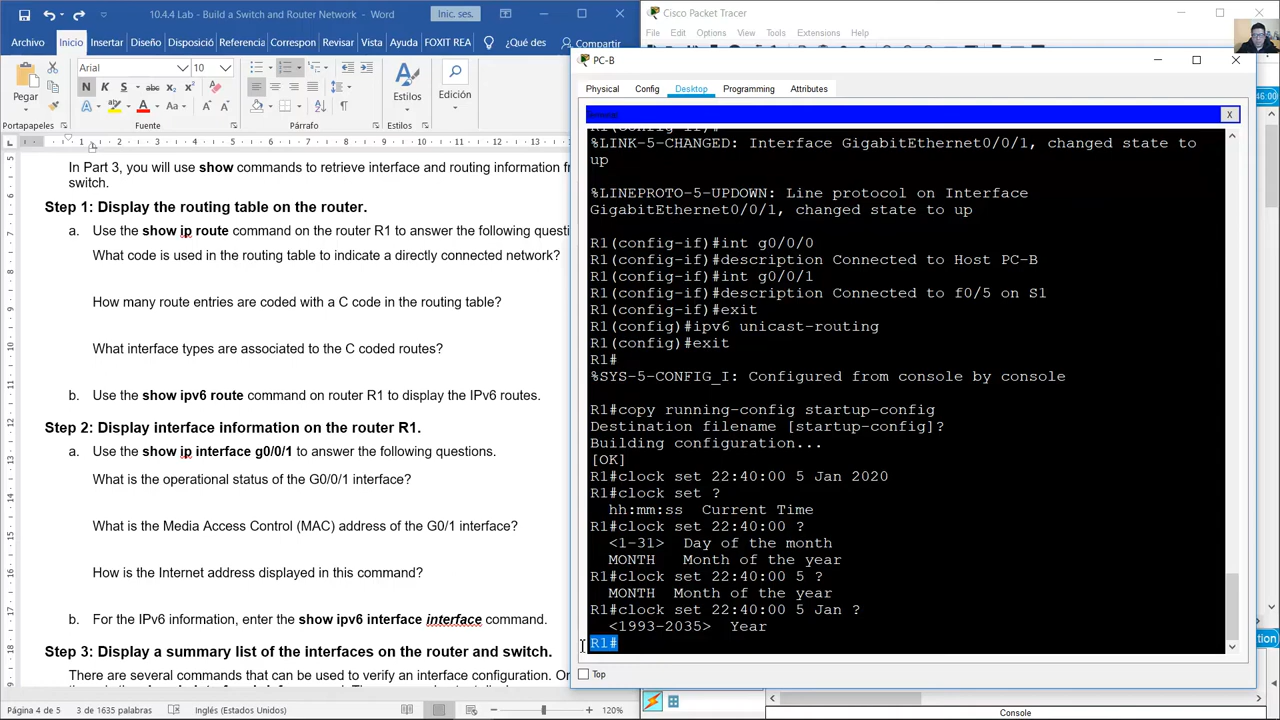 10.4.4 Lab - Build a Switch and Router Network - Word
Inic. ses.
Archivo Inicio Insertar Diseño Disposició Referencia Correspon Revisar Vista Ayuda FOXIT REA ¿Qué des Compartir
Pegar
Arial 10
Estilos
Edición
Portapapeles Fuente Párrafo Estilos
In Part 3, you will use show commands to retrieve interface and routing information
switch.
Step 1: Display the routing table on the router.
a. Use the show ip route command on the router R1 to answer the following questi
What code is used in the routing table to indicate a directly connected network?
How many route entries are coded with a C code in the routing table?
What interface types are associated to the C coded routes?
b. Use the show ipv6 route command on router R1 to display the IPv6 routes.
Step 2: Display interface information on the router R1.
a. Use the show ip interface g0/0/1 to answer the following questions.
What is the operational status of the G0/0/1 interface?
What is the Media Access Control (MAC) address of the G0/1 interface?
How is the Internet address displayed in this command?
b. For the IPv6 information, enter the show ipv6 interface interface command.
Step 3: Display a summary list of the interfaces on the router and switch.
There are several commands that can be used to verify an interface configuration. On
Página 4 de 5 3 de 1635 palabras Inglés (Estados Unidos) 120%
Cisco Packet Tracer
File Edit Options View Tools Extensions Help
PC-B
Physical Config Desktop Programming Attributes
Terminal
X
R1(config-if)#
%LINK-5-CHANGED: Interface GigabitEthernet0/0/1, changed state to
up
%LINEPROTO-5-UPDOWN: Line protocol on Interface
GigabitEthernet0/0/1, changed state to up
R1(config-if)#int g0/0/0
R1(config-if)#description Connected to Host PC-B
R1(config-if)#int g0/0/1
R1(config-if)#description Connected to f0/5 on S1
R1(config-if)#exit
R1(config)#ipv6 unicast-routing
R1(config)#exit
R1#
%SYS-5-CONFIG_I: Configured from console by console
R1#copy running-config startup-config
Destination filename [startup-config]?
Building configuration...
[OK]
R1#clock set 22:40:00 5 Jan 2020
R1#clock set ?
hh:mm:ss Current Time
R1#clock set 22:40:00 ?
<1-31> Day of the month
MONTH Month of the year
R1#clock set 22:40:00 5 ?
MONTH Month of the year
R1#clock set 22:40:00 5 Jan ?
<1993-2035> Year
R1#
Top
46:00
tion
Console